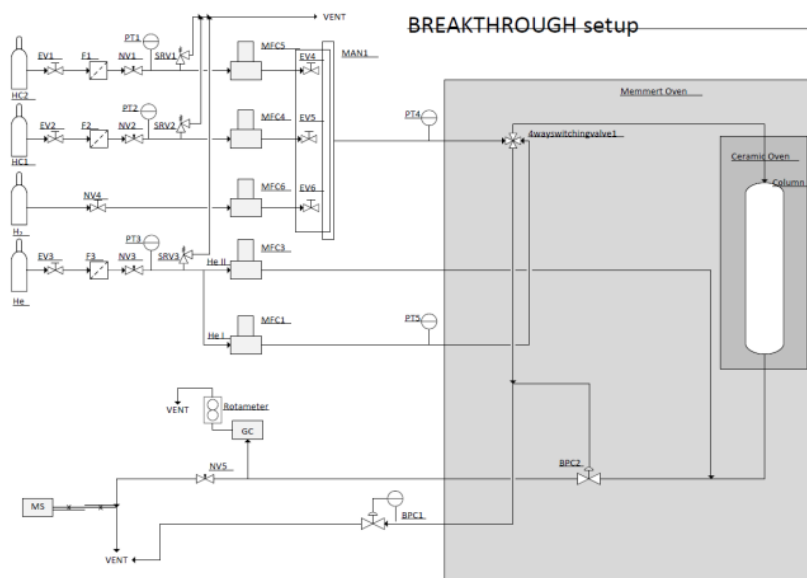 BREAKTHROUGH setup
VENT
PT1
EV1 F1 NV1 SRV1 MFC5 EV4 MAN1
HC2
Memmert Oven
PT2
EV2 F2 NV2 SRV2 MFC4 EV5 PT4
4wayswitchingvalve1
HC1
Ceramic Oven
NV4 MFC6 EV6
Column
H₂
PT3
EV3 F3 NV3 SRV3 He II MFC3
He
He I MFC1 PT5
Rotameter
VENT
GC
NV5 BPC2
MS
BPC1
VENT